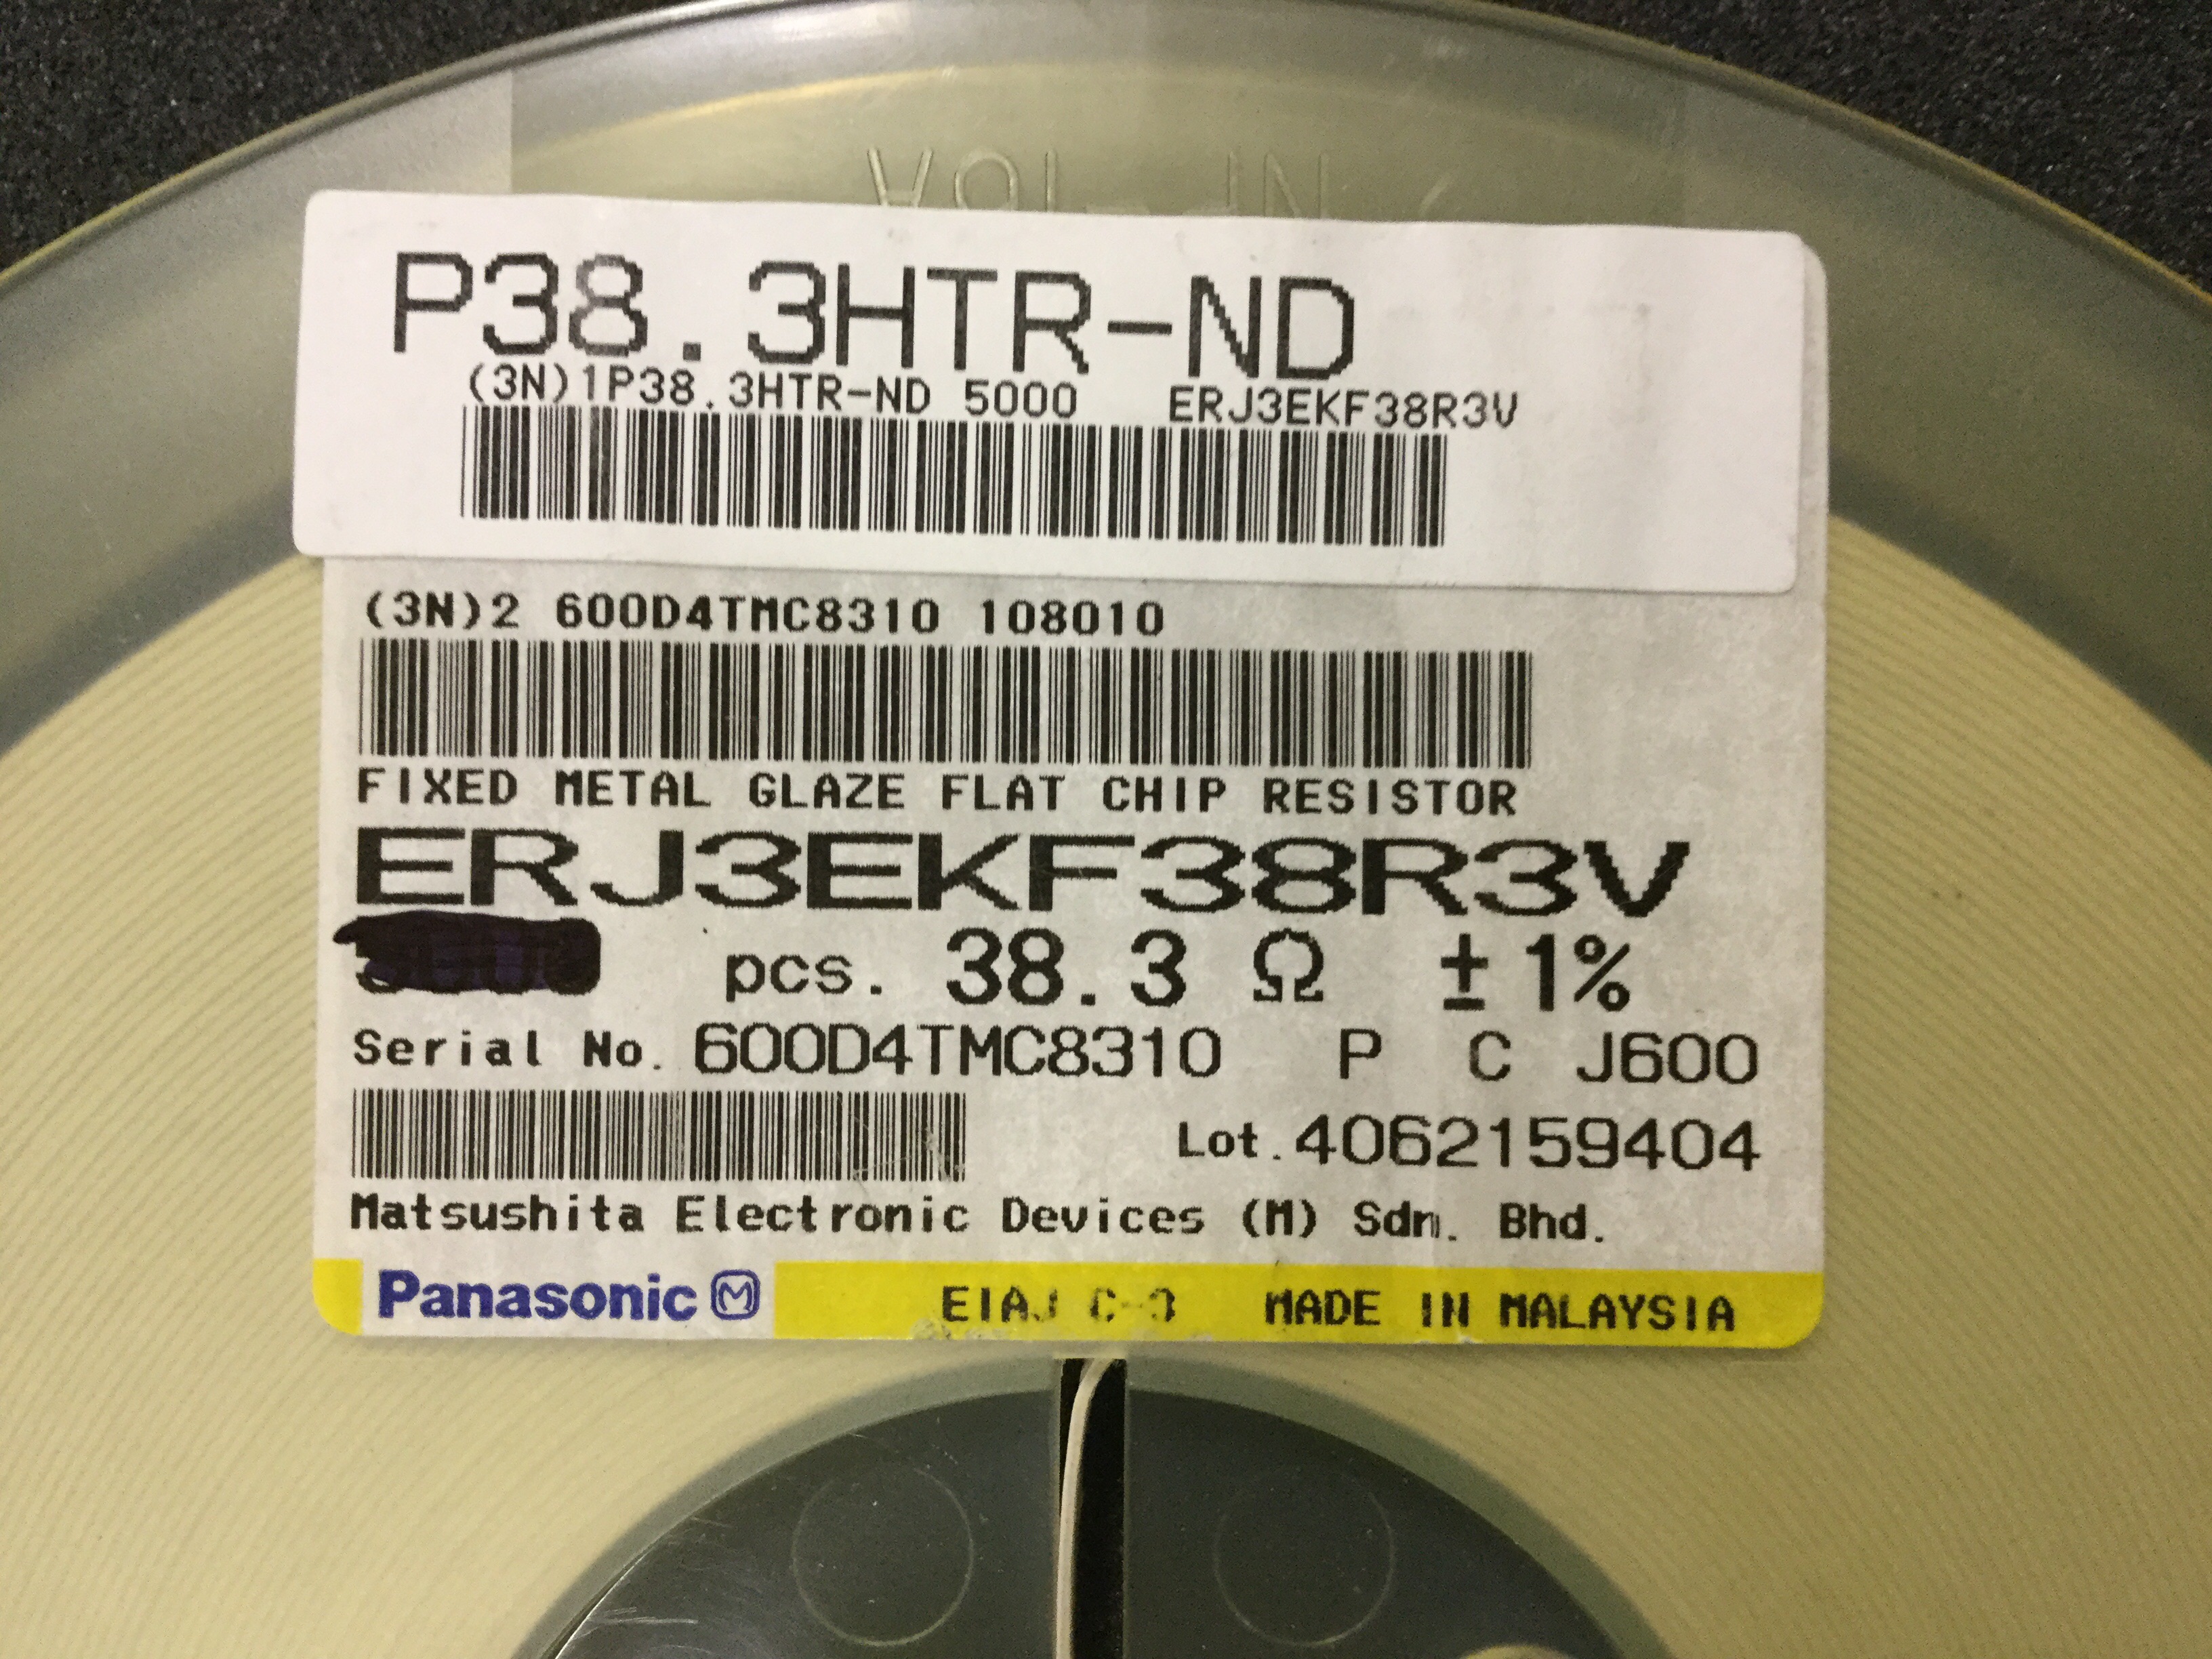 P38.3HTR-ND
(3N)1P38.3HTR-ND 5000 ERJ3EKF38R3V
(3N)2 600D4TMC8310 108010
FIXED METAL GLAZE FLAT CHIP RESISTOR
ERJ3EKF38R3V
pcs. 38.3 Ω ±1%
Serial No. 600D4TMC8310 P C J600
Lot. 4062159404
Matsushita Electronic Devices (M) Sdn. Bhd.
Panasonic M EIAJ C-3 MADE IN MALAYSIA